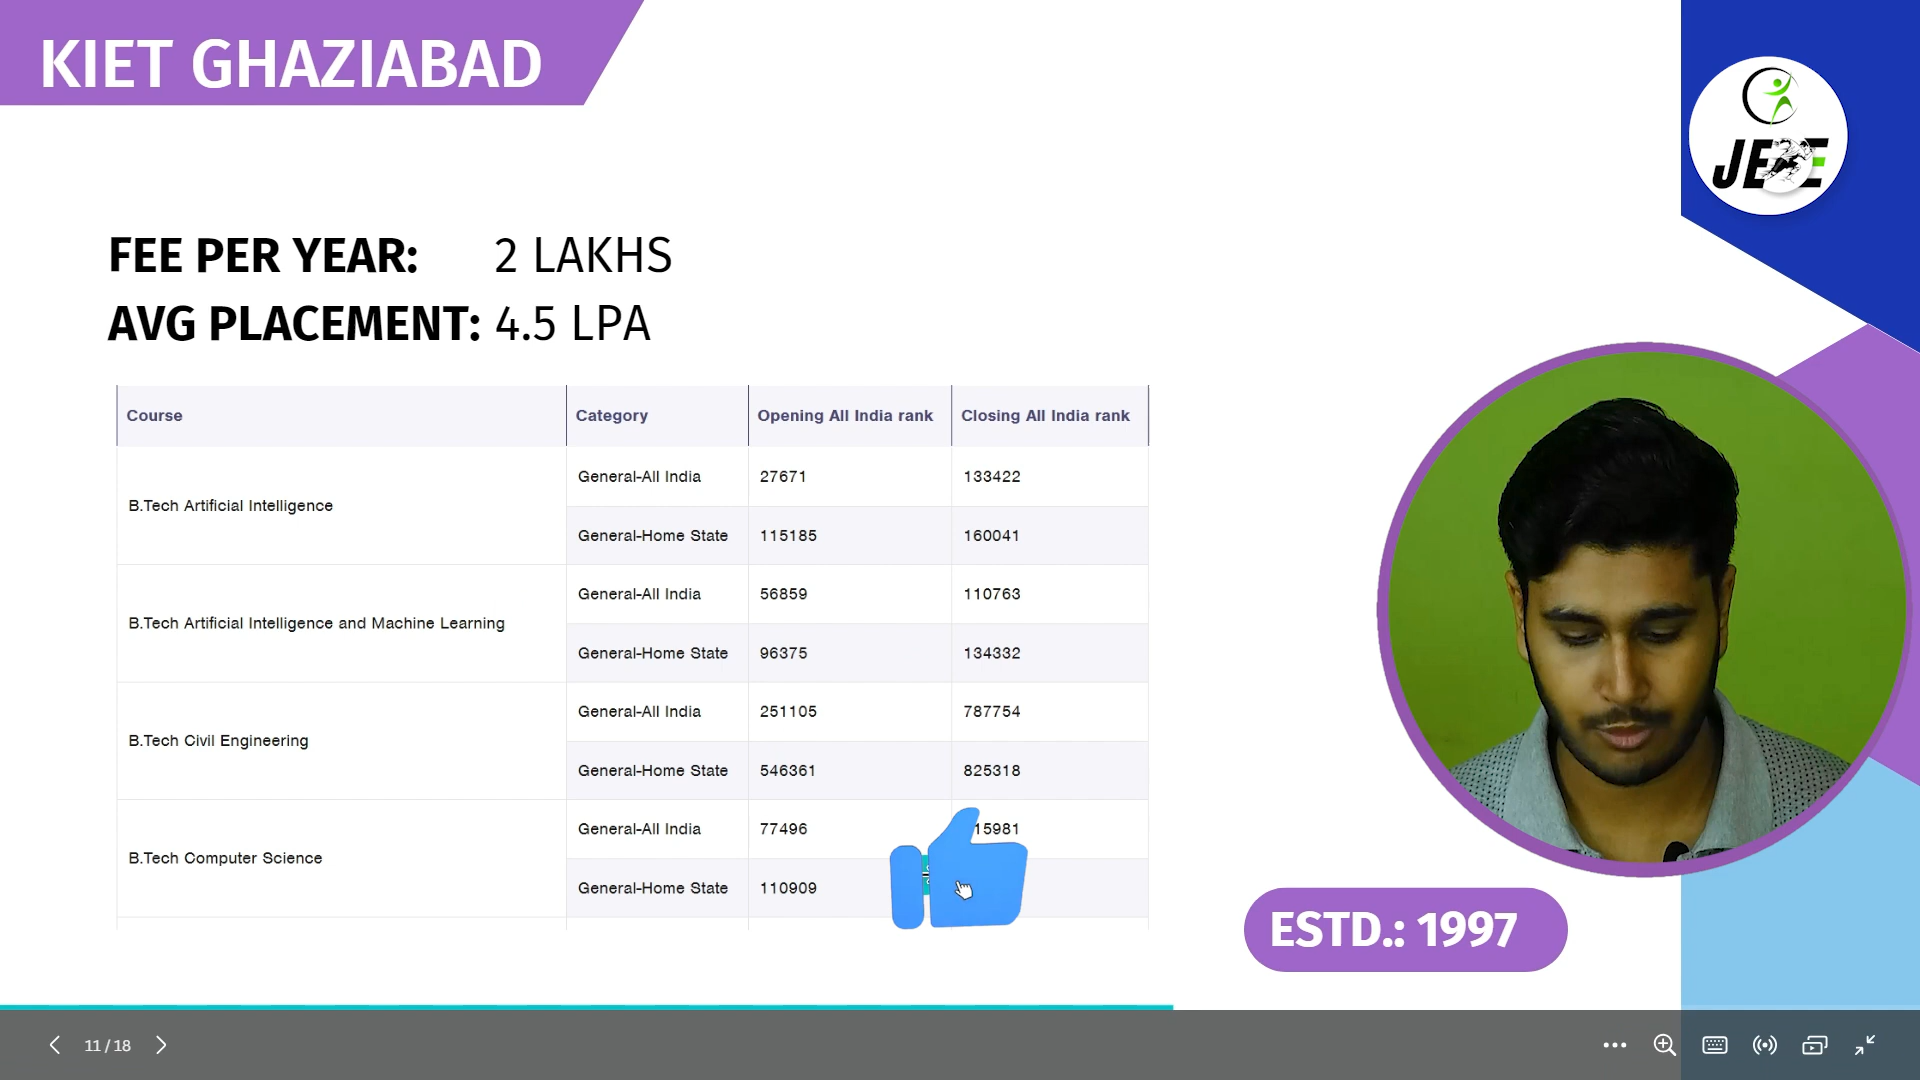 KIET GHAZIABAD
JE E
FEE PER YEAR: 2 LAKHS
AVG PLACEMENT: 4.5 LPA
Course Category Opening All India rank Closing All India rank
B.Tech Artificial Intelligence
General-All India 27671 133422
General-Home State 115185 160041
B.Tech Artificial Intelligence and Machine Learning
General-All India 56859 110763
General-Home State 96375 134332
B.Tech Civil Engineering
General-All India 251105 787754
General-Home State 546361 825318
B.Tech Computer Science
General-All India 77496 15981
General-Home State 110909
ESTD.: 1997
11 / 18